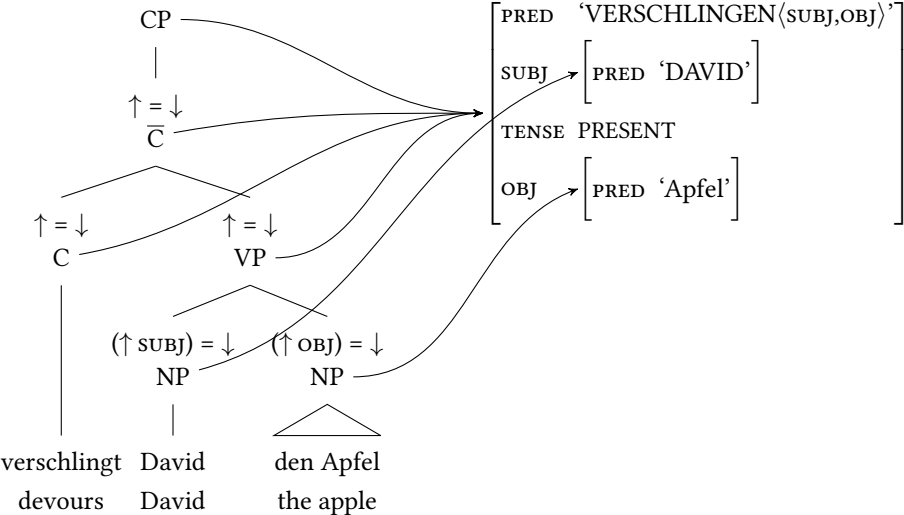 CP
PRED ‘VERSCHLINGEN⟨SUBJ,OBJ⟩’
SUBJ [PRED ‘DAVID’]
TENSE PRESENT
OBJ [PRED ‘Apfel’]
↑ = ↓
C̅
↑ = ↓ ↑ = ↓
C VP
(↑ SUBJ) = ↓ (↑ OBJ) = ↓
NP NP
verschlingt David den Apfel
devours David the apple